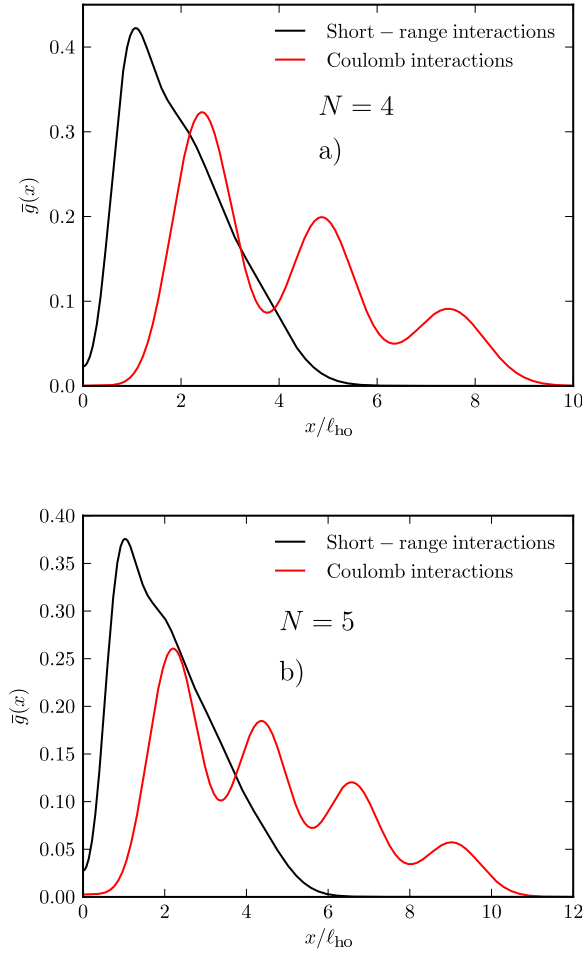 0.4
0.3
0.2
0.1
0.0
ḡ(x)
Short − range interactions
Coulomb interactions
N = 4
a)
0 2 4 6 8 10
x/ℓho
0.40
0.35
0.30
0.25
0.20
0.15
0.10
0.05
0.00
ḡ(x)
Short − range interactions
Coulomb interactions
N = 5
b)
0 2 4 6 8 10 12
x/ℓho